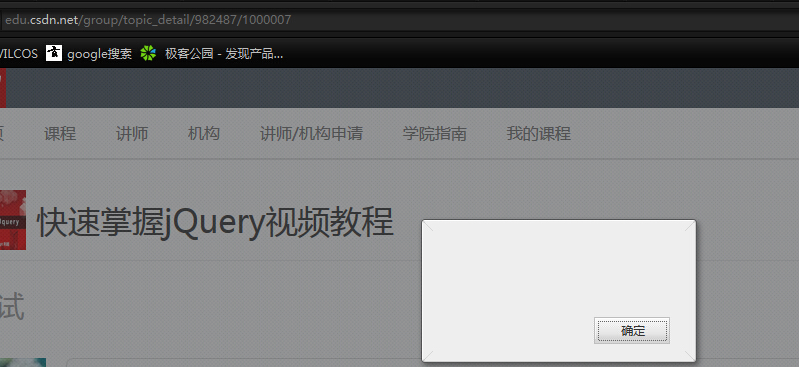 edu.csdn.net/group/topic_detail/982487/1000007
VILCOS google搜索 极客公园 - 发现产品...
课程 讲师 机构 讲师/机构申请 学院指南 我的课程
快速掌握jQuery视频教程
试
确定